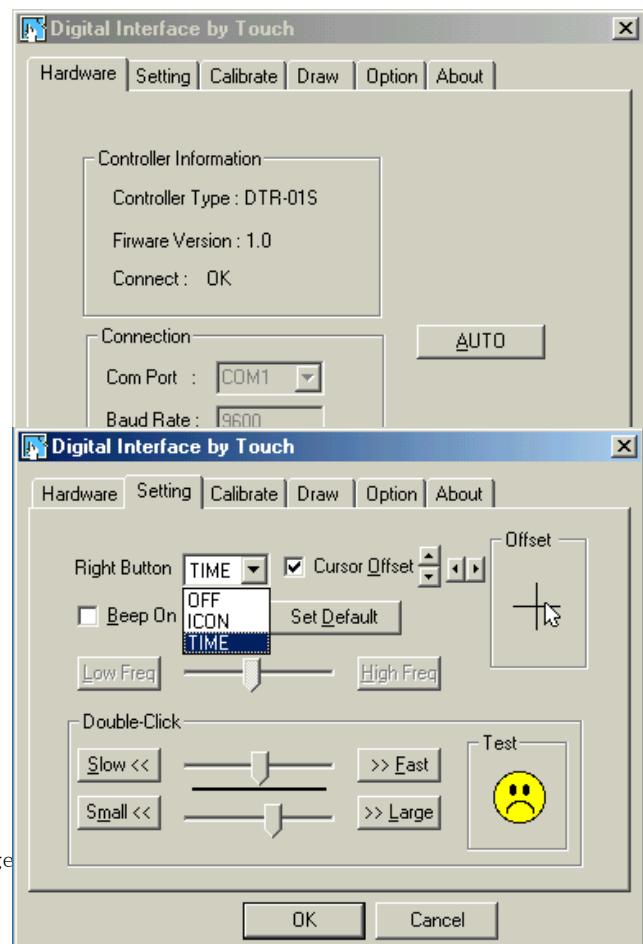 Digital Interface by Touch
Hardware Setting Calibrate Draw Option About
Controller Information
Controller Type : DTR-01S
Firware Version : 1.0
Connect : OK
Connection
AUTO
Com Port : COM1
Baud Rate : 9600
Digital Interface by Touch
Hardware Setting Calibrate Draw Option About
Offset
Right Button TIME Cursor Offset
OFF
Beep On ICON Set Default
TIME
Low Freq High Freq
Double-Click
Test
Slow << >> Fast
Small << >> Large
ge
OK Cancel